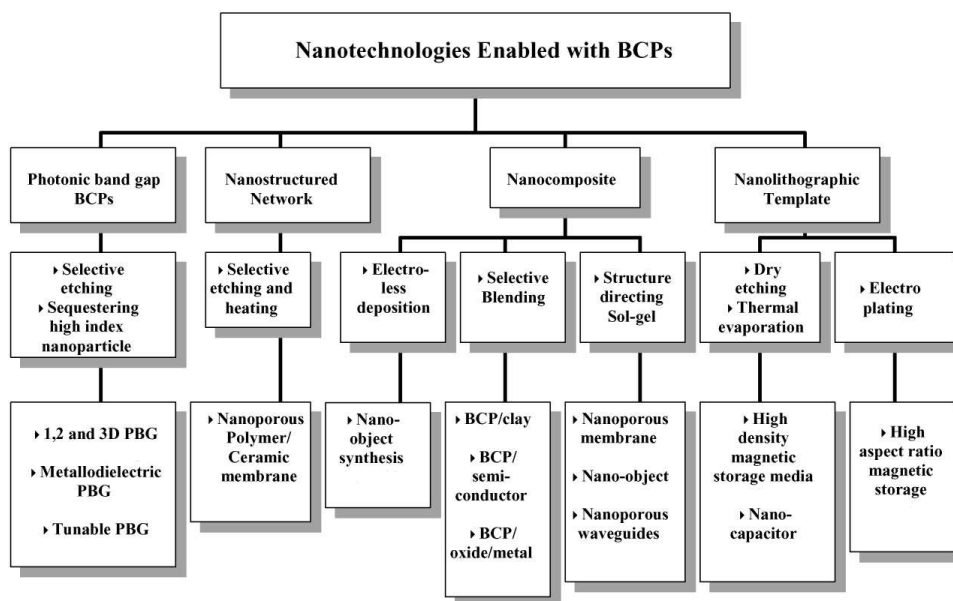 Nanotechnologies Enabled with BCPs
Photonic band gap
BCPs
Nanostructured
Network
Nanocomposite
Nanolithographic
Template
Selective
etching
Sequestering
high index
nanoparticle
Selective
etching and
heating
Electro-
less
deposition
Selective
Blending
Structure
directing
Sol-gel
Dry
etching
Thermal
evaporation
Electro
plating
1,2 and 3D PBG
Metallodielectric
PBG
Tunable PBG
Nanoporous
Polymer/
Ceramic
membrane
Nano-
object
synthesis
BCP/clay
BCP/
semi-
conductor
BCP/
oxide/metal
Nanoporous
membrane
Nano-object
Nanoporous
waveguides
High
density
magnetic
storage media
Nano-
capacitor
High
aspect ratio
magnetic
storage